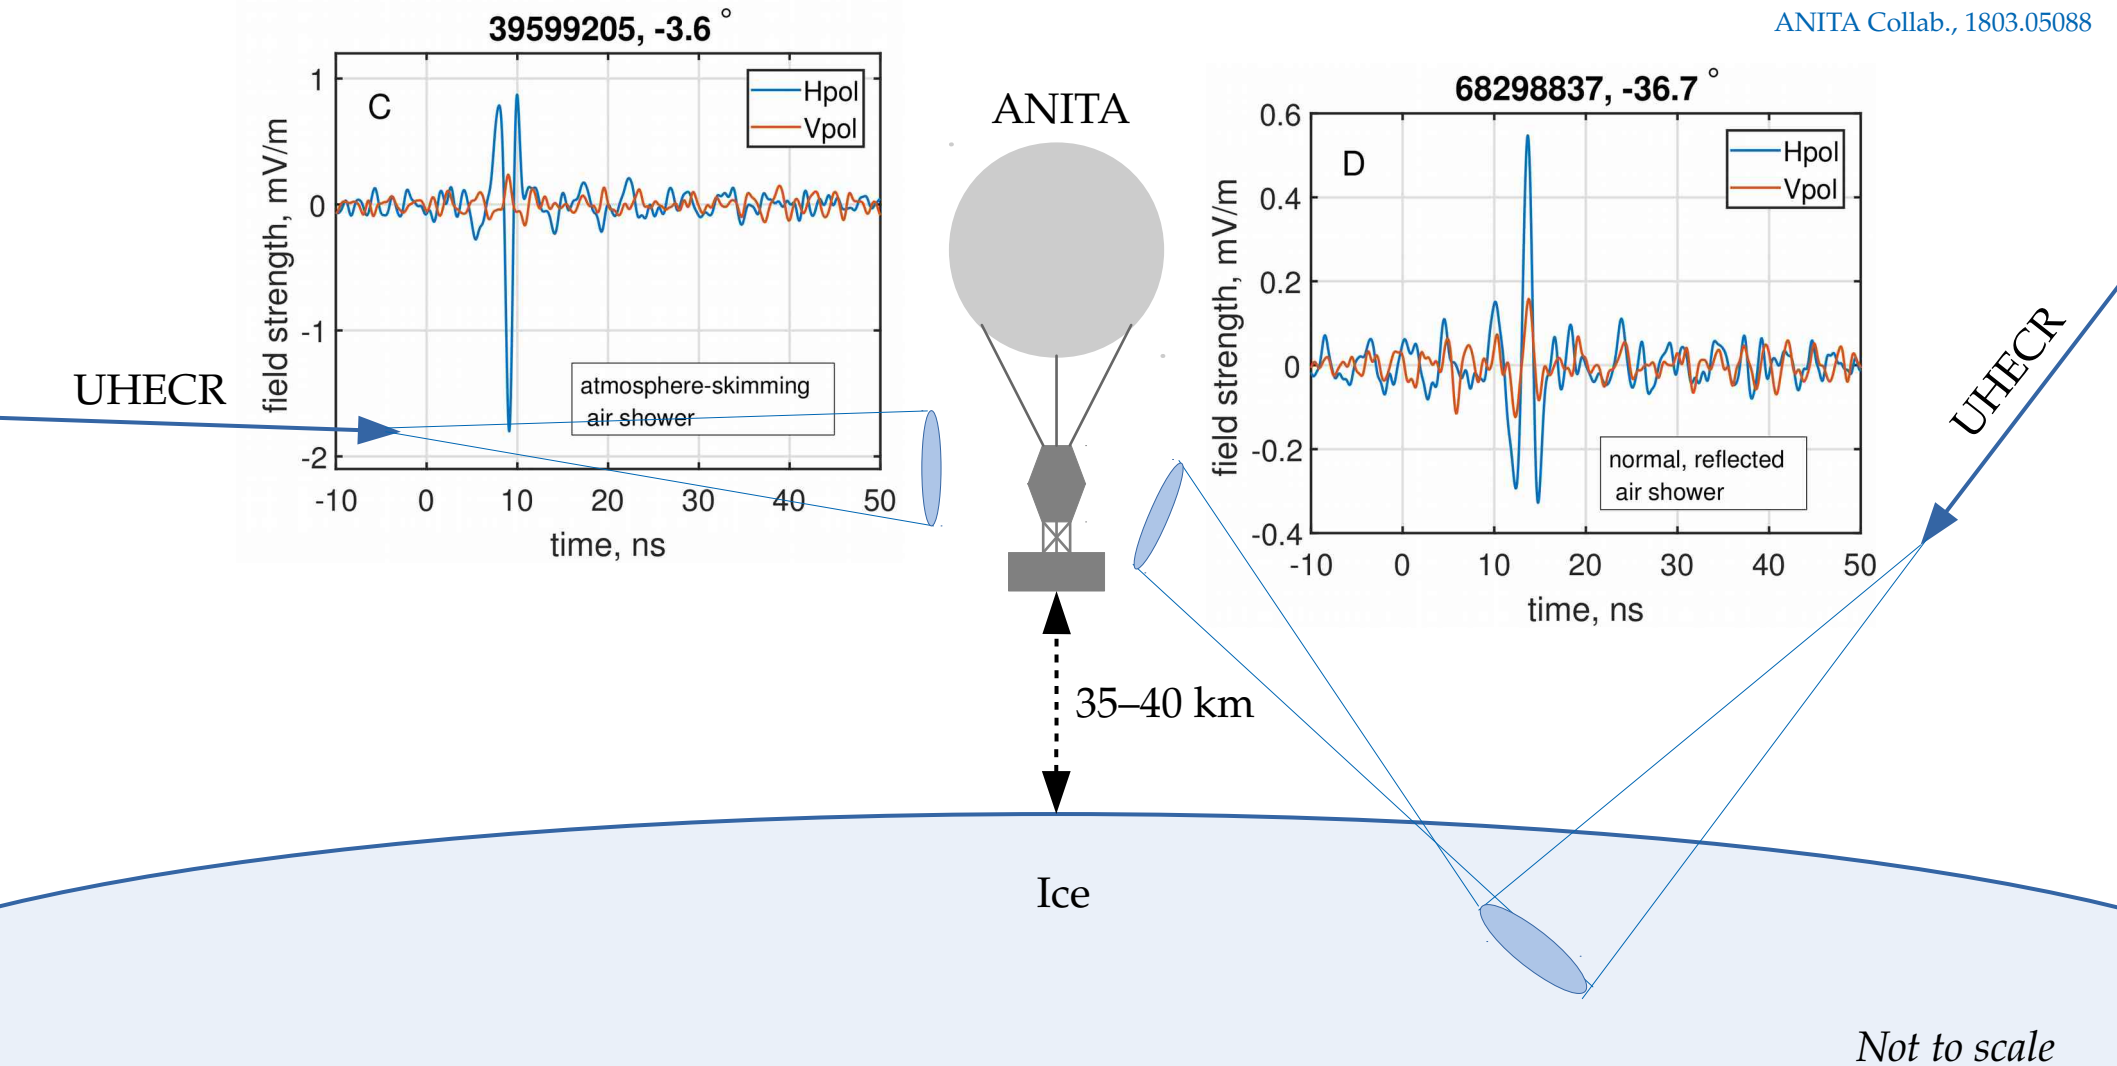 ANITA Collab., 1803.05088
39599205, -3.6 °
C
Hpol
Vpol
1
0
-1
-2
field strength, mV/m
atmosphere-skimming
air shower
-10 0 10 20 30 40 50
time, ns
UHECR
ANITA
68298837, -36.7 °
D
Hpol
Vpol
0.6
0.4
0.2
0
-0.2
-0.4
field strength, mV/m
normal, reflected
air shower
-10 0 10 20 30 40 50
time, ns
UHECR
35–40 km
Ice
Not to scale